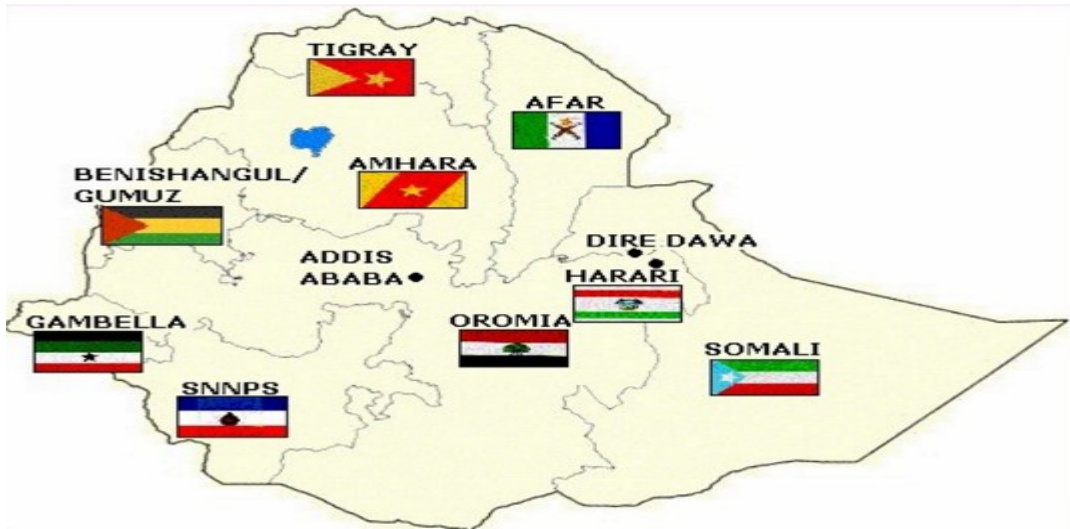 TIGRAY
AFAR
BENISHANGUL/
GUMUZ
AMHARA
DIRE DAWA
ADDIS
ABABA
HARARI
GAMBELLA
OROMIA
SOMALI
SNNPS